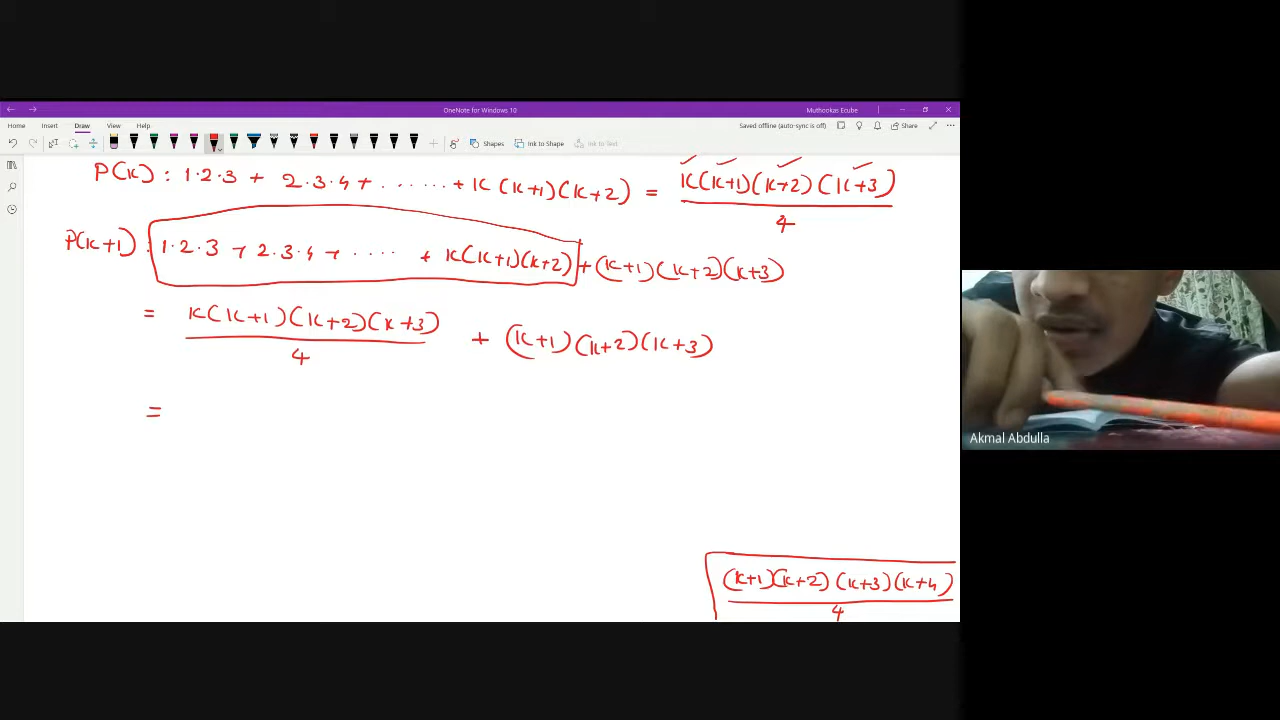 OneNote for Windows 10
Muthookas Ecube
Home Insert Draw View Help
Saved offline (auto-sync is off)
Share
Shapes
Ink to Shape
Ink to Text
P(k) : 1·2·3 + 2·3·4 + ...... + k(k+1)(k+2) = k(k+1)(k+2)(k+3)
4
P(k+1) : 1·2·3 + 2·3·4 + .... + k(k+1)(k+2) + (k+1)(k+2)(k+3)
= k(k+1)(k+2)(k+3) + (k+1)(k+2)(k+3)
4
=
Akmal Abdulla
(k+1)(k+2)(k+3)(k+4)
4